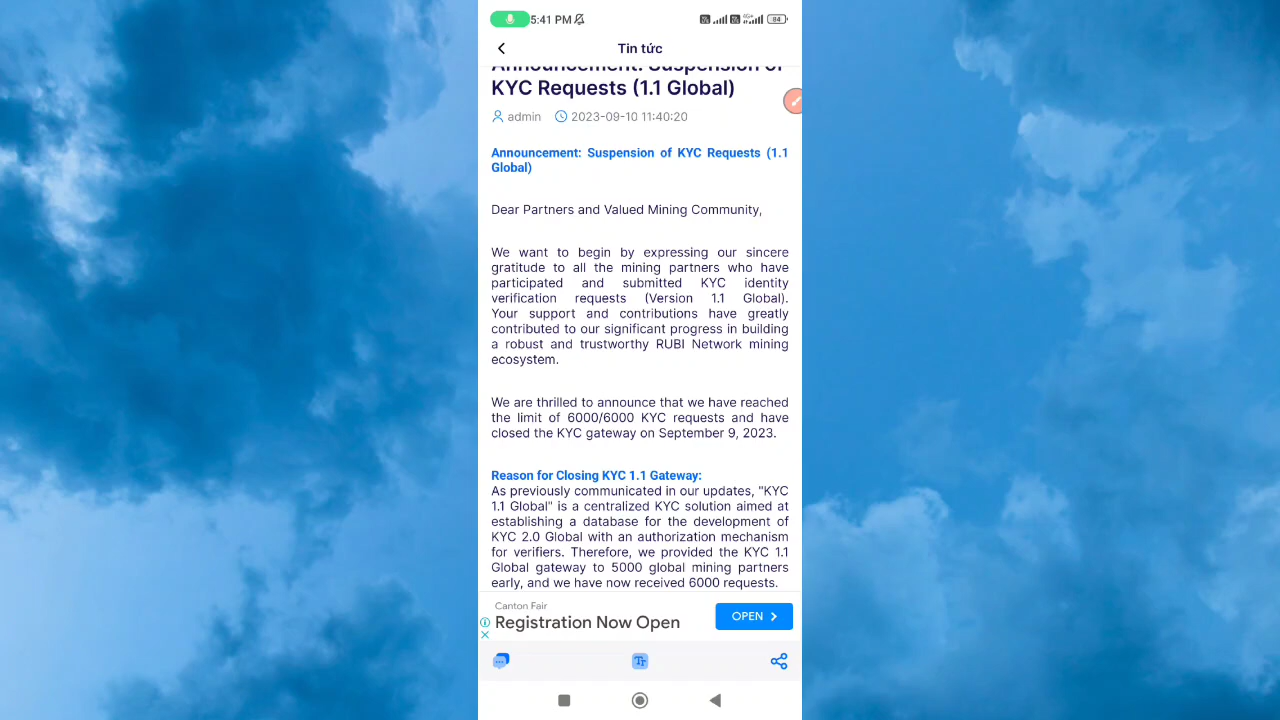 5:41 PM
4G+
84
Tin tức
Announcement: Suspension of
KYC Requests (1.1 Global)
admin 2023-09-10 11:40:20
Announcement: Suspension of KYC Requests (1.1
Global)
Dear Partners and Valued Mining Community,
We want to begin by expressing our sincere
gratitude to all the mining partners who have
participated and submitted KYC identity
verification requests (Version 1.1 Global).
Your support and contributions have greatly
contributed to our significant progress in building
a robust and trustworthy RUBI Network mining
ecosystem.
We are thrilled to announce that we have reached
the limit of 6000/6000 KYC requests and have
closed the KYC gateway on September 9, 2023.
Reason for Closing KYC 1.1 Gateway:
As previously communicated in our updates, "KYC
1.1 Global" is a centralized KYC solution aimed at
establishing a database for the development of
KYC 2.0 Global with an authorization mechanism
for verifiers. Therefore, we provided the KYC 1.1
Global gateway to 5000 global mining partners
early, and we have now received 6000 requests.
Canton Fair
Registration Now Open
OPEN
Tr